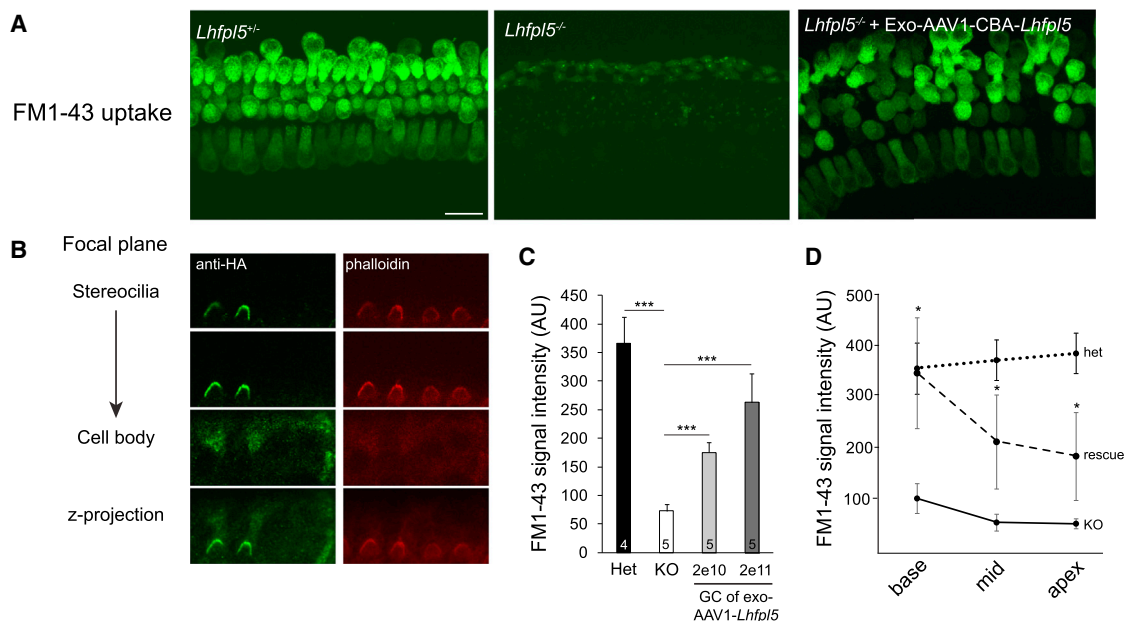 A
Lhfpl5+/-
Lhfpl5-/-
Lhfpl5-/- + Exo-AAV1-CBA-Lhfpl5
FM1-43 uptake
B
Focal plane
Stereocilia
Cell body
z-projection
anti-HA
phalloidin
C
FM1-43 signal intensity (AU)
450
400
350
300
250
200
150
100
50
0
***
***
***
4
5
5
5
Het
KO
2e10
2e11
GC of exo-
AAV1-Lhfpl5
D
FM1-43 signal intensity (AU)
500
400
300
200
100
*
*
*
het
rescue
KO
base
mid
apex